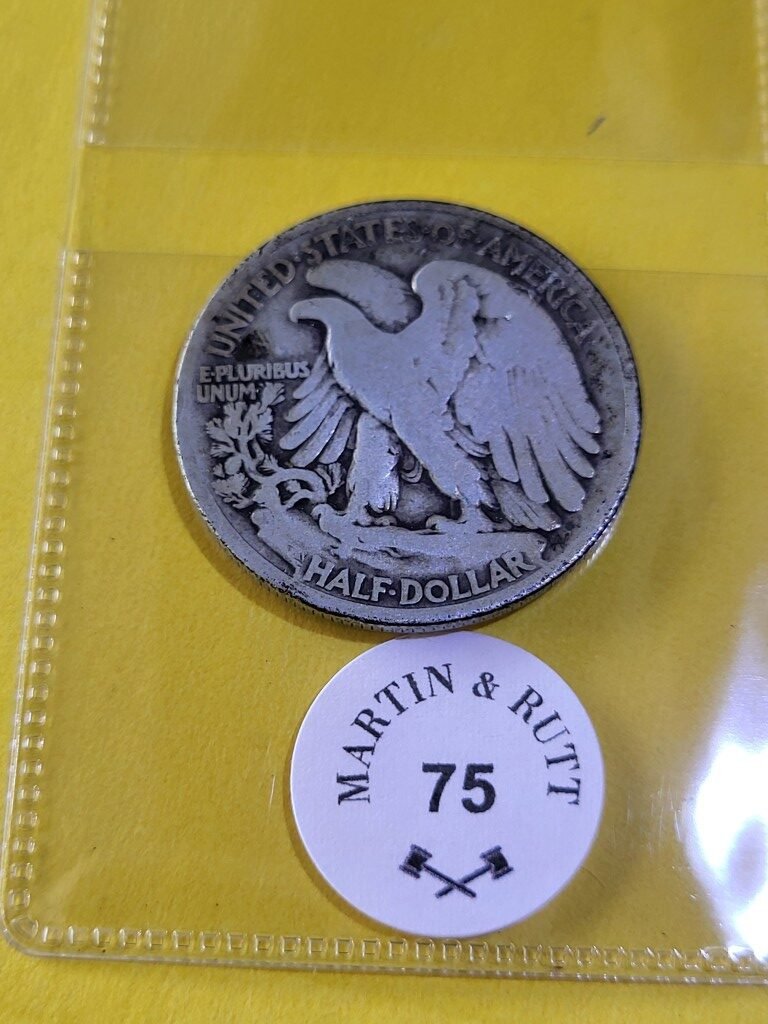 UNITED·STATES·OF·AMERICA
E·PLURIBUS
UNUM
HALF·DOLLAR
MARTIN & RUTT
75